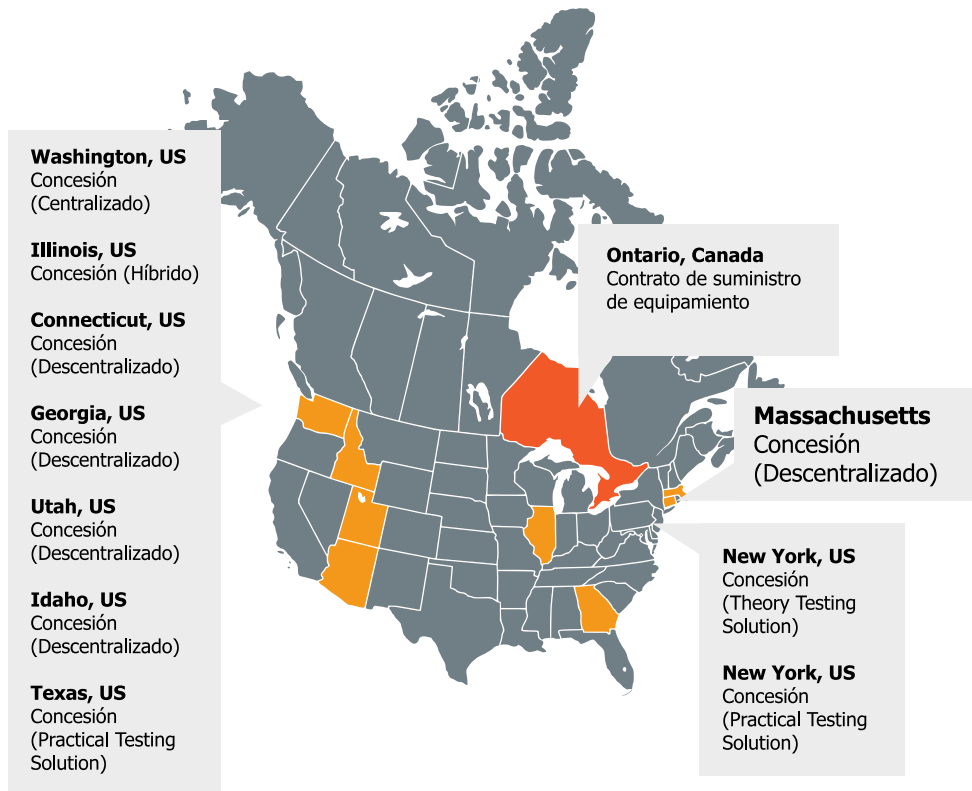 Washington, US
Concesión
(Centralizado)
Illinois, US
Concesión (Híbrido)
Connecticut, US
Concesión
(Descentralizado)
Georgia, US
Concesión
(Descentralizado)
Utah, US
Concesión
(Descentralizado)
Idaho, US
Concesión
(Descentralizado)
Texas, US
Concesión
(Practical Testing
Solution)
Ontario, Canada
Contrato de suministro
de equipamiento
Massachusetts
Concesión
(Descentralizado)
New York, US
Concesión
(Theory Testing
Solution)
New York, US
Concesión
(Practical Testing
Solution)